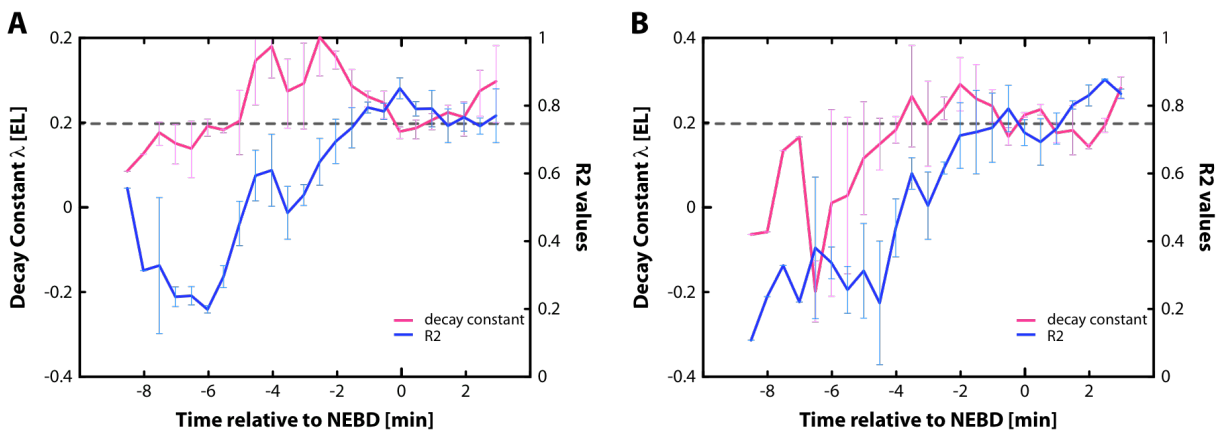 A
B
0.2
0.2
0
-0.2
-0.4
Decay Constant λ [EL]
1
0.8
0.6
0.4
0.2
0
R2 values
decay constant
R2
-8
-6
-4
-2
0
2
Time relative to NEBD [min]
0.4
0.2
0
-0.2
-0.4
Decay Constant λ [EL]
1
0.8
0.6
0.4
0.2
0
R2 values
decay constant
R2
-8
-6
-4
-2
0
2
Time relative to NEBD [min]